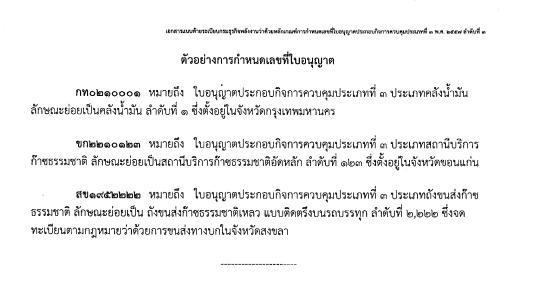 เอกสารแนบท้ายระเบียบกรมธุรกิจพลังงานว่าด้วยหลักเกณฑ์การกำหนดเลขที่ใบอนุญาตประกอบกิจการควบคุมประเภทที่ ๓ พ.ศ. ๒๕๕๗ ลำดับที่ ๓
ตัวอย่างการกำหนดเลขที่ใบอนุญาต
กท๐๒๑๐๐๐๑ หมายถึง ใบอนุญาตประกอบกิจการควบคุมประเภทที่ ๓ ประเภทคลังน้ำมัน
ลักษณะย่อยเป็นคลังน้ำมัน ลำดับที่ ๑ ซึ่งตั้งอยู่ในจังหวัดกรุงเทพมหานคร
ขก๒๒๑๐๑๒๓ หมายถึง ใบอนุญาตประกอบกิจการควบคุมประเภทที่ ๓ ประเภทสถานีบริการ
ก๊าซธรรมชาติ ลักษณะย่อยเป็นสถานีบริการก๊าซธรรมชาติอัดหลัก ลำดับที่ ๑๒๓ ซึ่งตั้งอยู่ในจังหวัดขอนแก่น
สข๑๙๕๒๒๒๒ หมายถึง ใบอนุญาตประกอบกิจการควบคุมประเภทที่ ๓ ประเภทถังขนส่งก๊าซ
ธรรมชาติ ลักษณะย่อยเป็น ถังขนส่งก๊าซธรรมชาติเหลว แบบติดตรึงบนรถบรรทุก ลำดับที่ ๒,๒๒๒ ซึ่งจด
ทะเบียนตามกฎหมายว่าด้วยการขนส่งทางบกในจังหวัดสงขลา